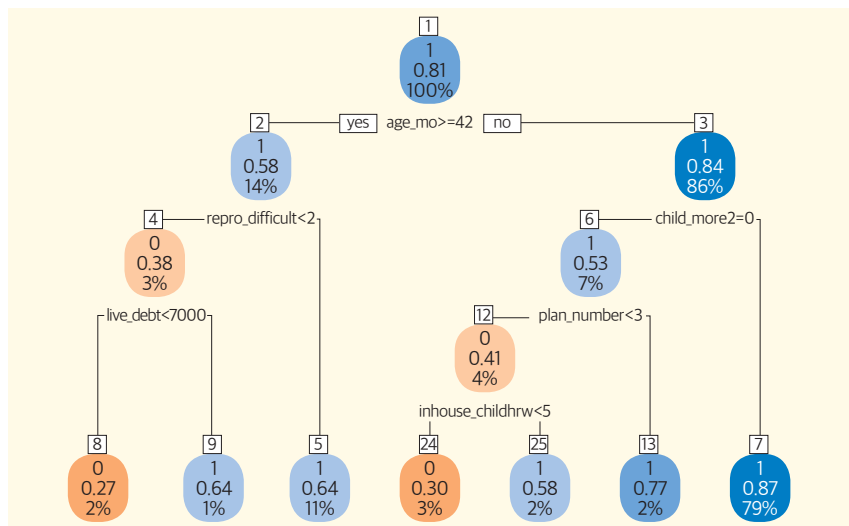 1
1
0.81
100%
2 yes age_mo>=42 no 3
1
0.58
14%
1
0.84
86%
4 repro_difficult<2 6 child_more2=0
0
0.38
3%
1
0.53
7%
live_debt<7000 12 plan_number<3
0
0.41
4%
inhouse_childhrw<5
8 9 5 24 25 13 7
0 1 1 0 1 1 1
0.27 0.64 0.64 0.30 0.58 0.77 0.87
2% 1% 11% 3% 2% 2% 79%